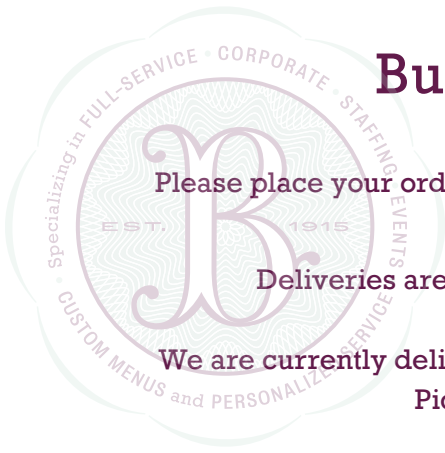 Specializing in FULL-SERVICE • CORPORATE • STAFFING EVENTS
• CUSTOM MENUS and PERSONALIZED SERVICE
B
EST. 1915
Bu
Please place your ord
Deliveries are
We are currently deli
Pic